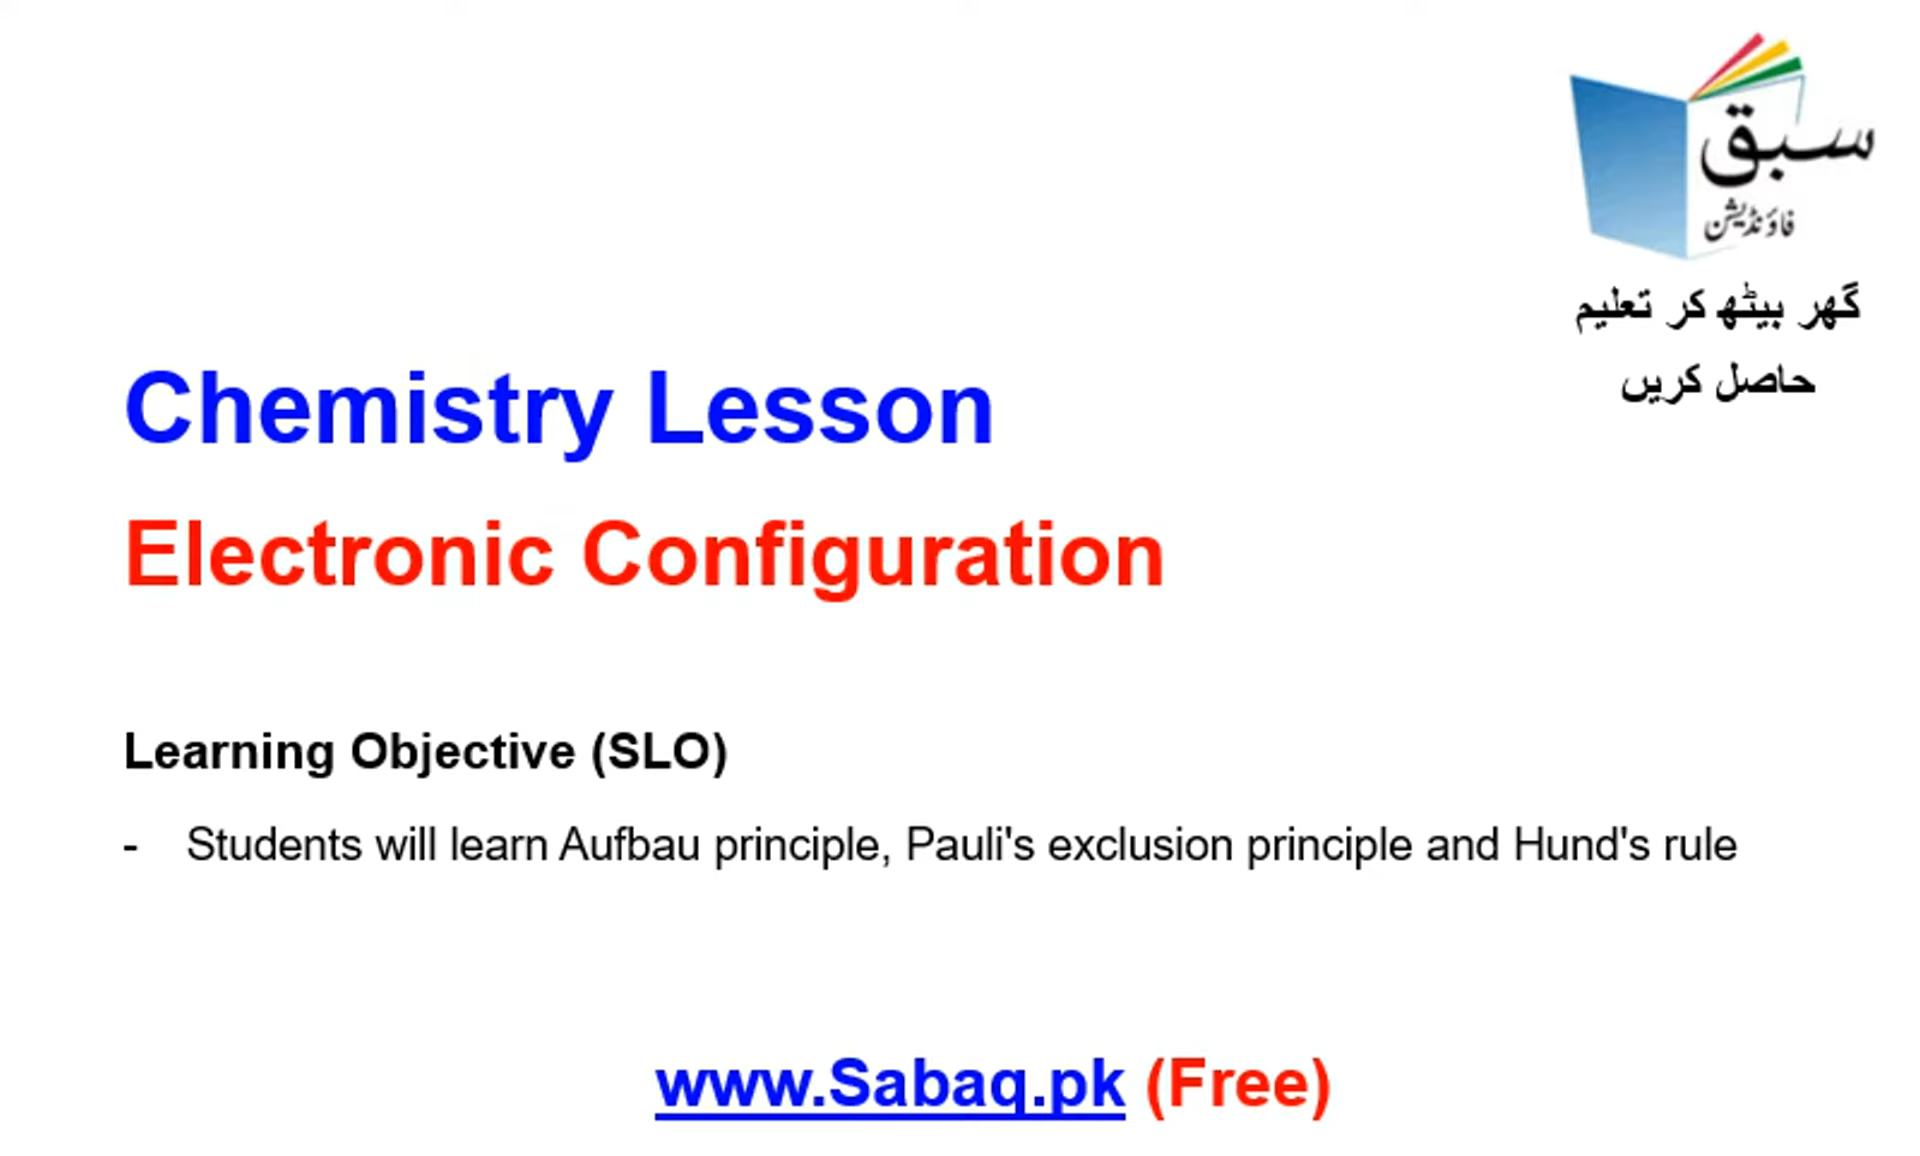 سبق
فاؤنڈیشن
گھر بیٹھ کر تعلیم
حاصل کریں
Chemistry Lesson
Electronic Configuration
Learning Objective (SLO)
- Students will learn Aufbau principle, Pauli's exclusion principle and Hund's rule
www.Sabaq.pk (Free)